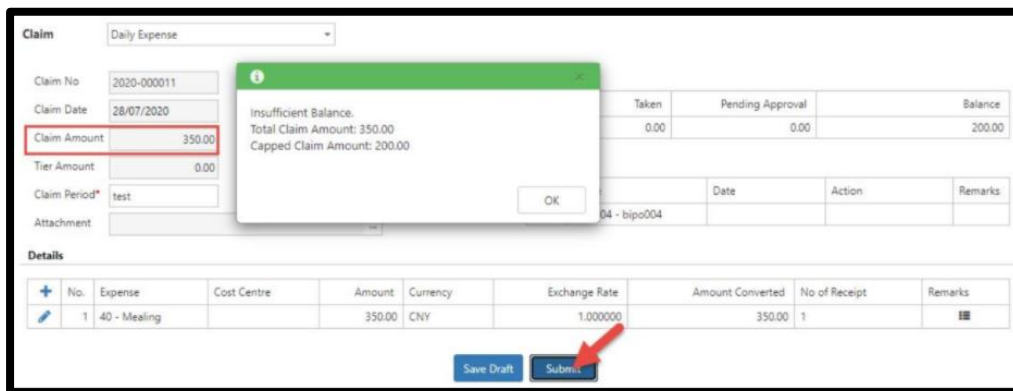 Claim Daily Expense
Claim No 2020-000011
Claim Date 28/07/2020
Claim Amount 350.00
Tier Amount 0.00
Claim Period* test
Attachment ...
Insufficient Balance.
Total Claim Amount: 350.00
Capped Claim Amount: 200.00
OK
Taken Pending Approval Balance
0.00 0.00 200.00
Date Action Remarks
04 - bipo004
Details
No. Expense Cost Centre Amount Currency Exchange Rate Amount Converted No of Receipt Remarks
1 40 - Mealing 350.00 CNY 1.000000 350.00 1
Save Draft Submit